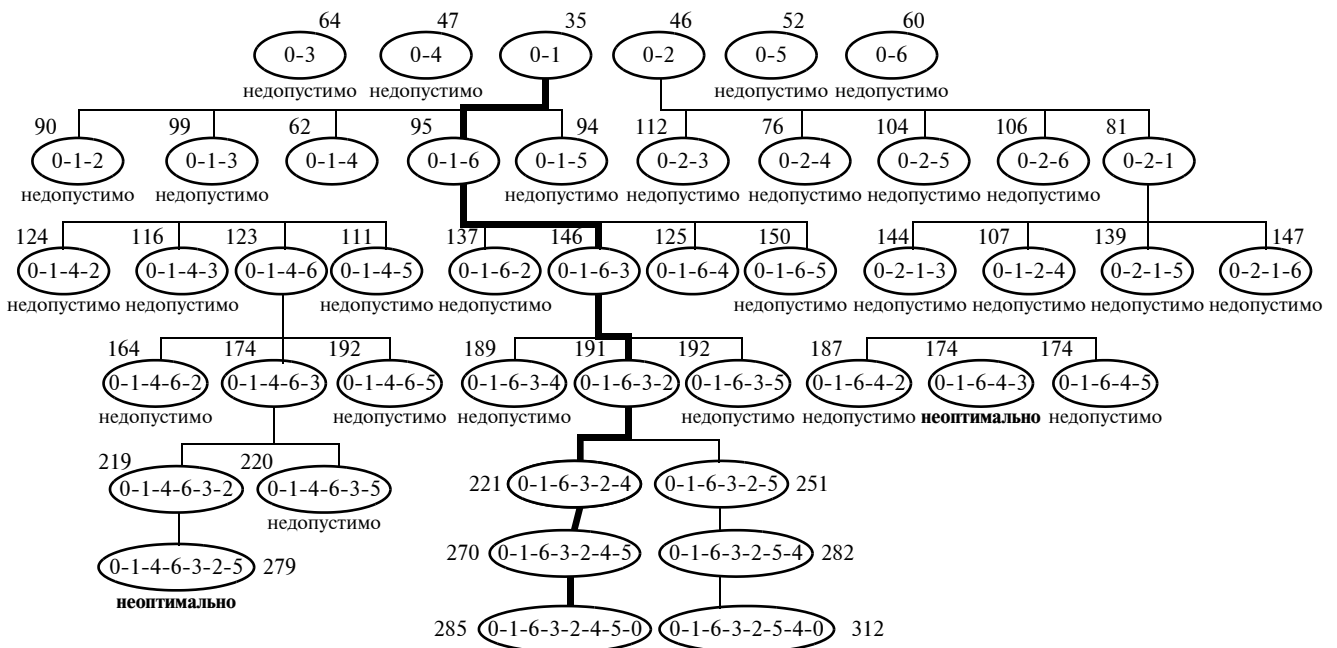 64 47 35 46 52 60
0-3 0-4 0-1 0-2 0-5 0-6
недопустимо недопустимо недопустимо недопустимо
90 99 62 95 94 112 76 104 106 81
0-1-2 0-1-3 0-1-4 0-1-6 0-1-5 0-2-3 0-2-4 0-2-5 0-2-6 0-2-1
недопустимо недопустимо недопустимо недопустимо недопустимо недопустимо недопустимо
124 116 123 111 137 146 125 150 144 107 139 147
0-1-4-2 0-1-4-3 0-1-4-6 0-1-4-5 0-1-6-2 0-1-6-3 0-1-6-4 0-1-6-5 0-2-1-3 0-1-2-4 0-2-1-5 0-2-1-6
недопустимо недопустимо недопустимо недопустимо недопустимо недопустимо недопустимо недопустимо недопустимо
164 174 192 189 191 192 187 174 174
0-1-4-6-2 0-1-4-6-3 0-1-4-6-5 0-1-6-3-4 0-1-6-3-2 0-1-6-3-5 0-1-6-4-2 0-1-6-4-3 0-1-6-4-5
недопустимо недопустимо недопустимо недопустимо недопустимо неоптимально недопустимо
219 220
0-1-4-6-3-2 0-1-4-6-3-5 221 0-1-6-3-2-4 0-1-6-3-2-5 251
недопустимо
0-1-4-6-3-2-5 279 270 0-1-6-3-2-4-5 0-1-6-3-2-5-4 282
неоптимально
285 0-1-6-3-2-4-5-0 0-1-6-3-2-5-4-0 312